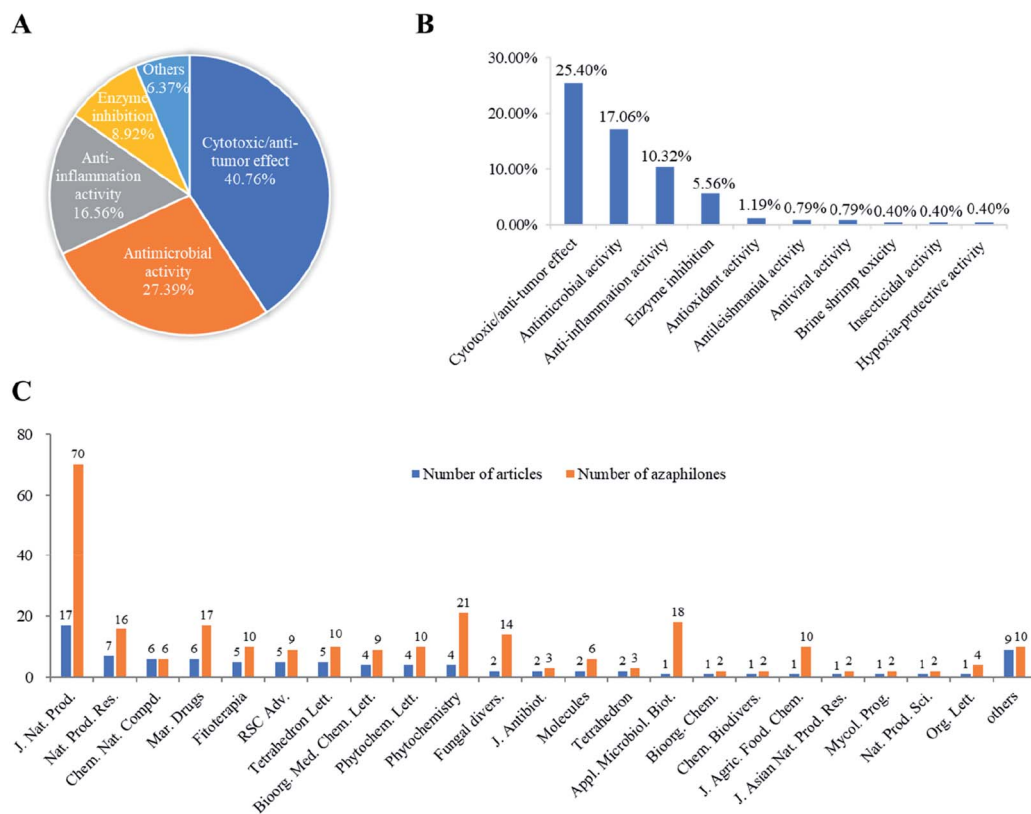 A
Others
6.37%
Enzyme
inhibition
8.92%
Anti-
inflammation
activity
16.56%
Cytotoxic/anti-
tumor effect
40.76%
Antimicrobial
activity
27.39%
B
30.00%
20.00%
10.00%
0.00%
25.40%
17.06%
10.32%
5.56%
1.19%
0.79%
0.79%
0.40%
0.40%
0.40%
Cytotoxic/anti-tumor effect
Antimicrobial activity
Anti-inflammation activity
Enzyme inhibition
Antioxidant activity
Antileishmanial activity
Antiviral activity
Brine shrimp toxicity
Insecticidal activity
Hypoxia-protective activity
C
80
60
40
20
0
Number of articles
Number of azaphilones
17 70
7 16
6 6
6 17
5 10
5 9
5 10
4 9
4 10
4 21
2 14
2 3
2 6
2 3
1 18
1 2
1 2
1 10
1 2
1 2
1 2
1 4
9 10
J. Nat. Prod.
Nat. Prod. Res.
Chem. Nat. Compd.
Mar. Drugs
Fitoterapia
RSC Adv.
Tetrahedron Lett.
Bioorg. Med. Chem. Lett.
Phytochem. Lett.
Phytochemistry
Fungal divers.
J. Antibiot.
Molecules
Tetrahedron
Appl. Microbiol. Biot.
Bioorg. Chem.
Chem. Biodivers.
J. Agric. Food. Chem.
J. Asian Nat. Prod. Res.
Mycol. Prog.
Nat. Prod. Sci.
Org. Lett.
others